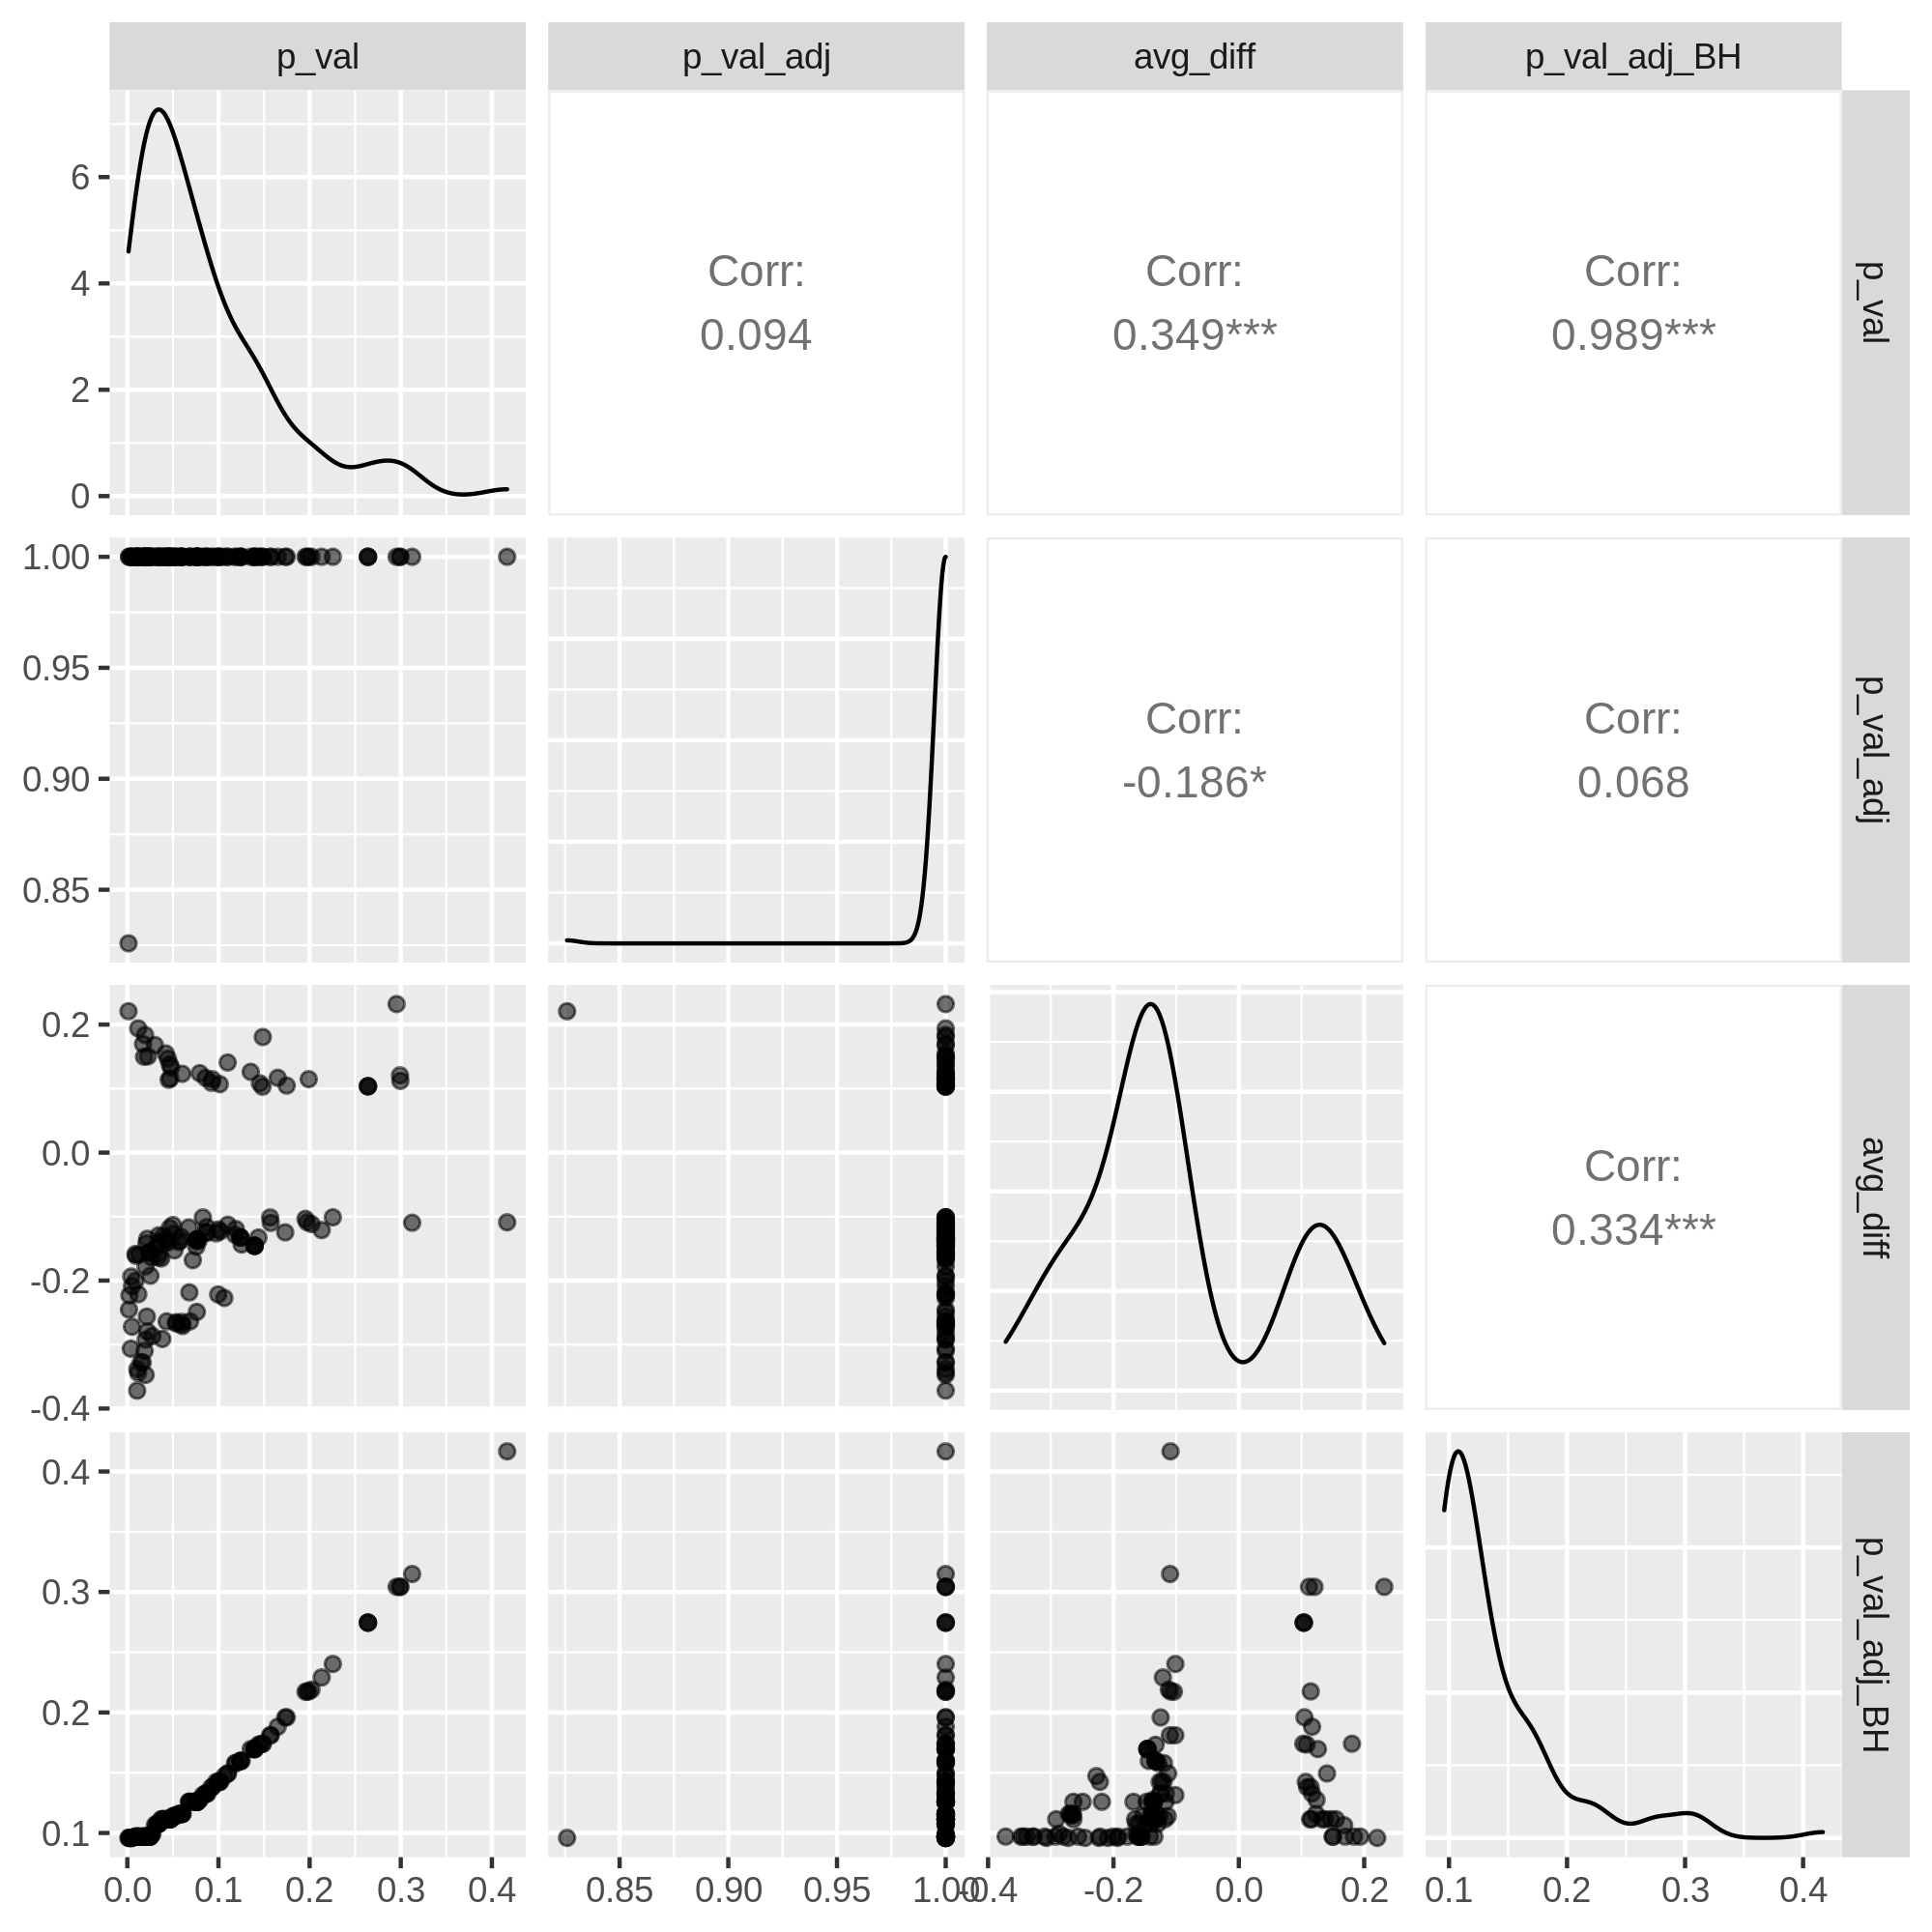 p_val
p_val_adj
avg_diff
p_val_adj_BH
6
4
2
0
Corr:
0.094
Corr:
0.349***
Corr:
0.989***
p_val
1.00
0.95
0.90
0.85
Corr:
-0.186*
Corr:
0.068
p_val_adj
0.2
0.0
-0.2
-0.4
Corr:
0.334***
avg_diff
0.4
0.3
0.2
0.1
p_val_adj_BH
0.0 0.1 0.2 0.3 0.4
0.85 0.90 0.95 1.00
-0.4 -0.2 0.0 0.2
0.1 0.2 0.3 0.4